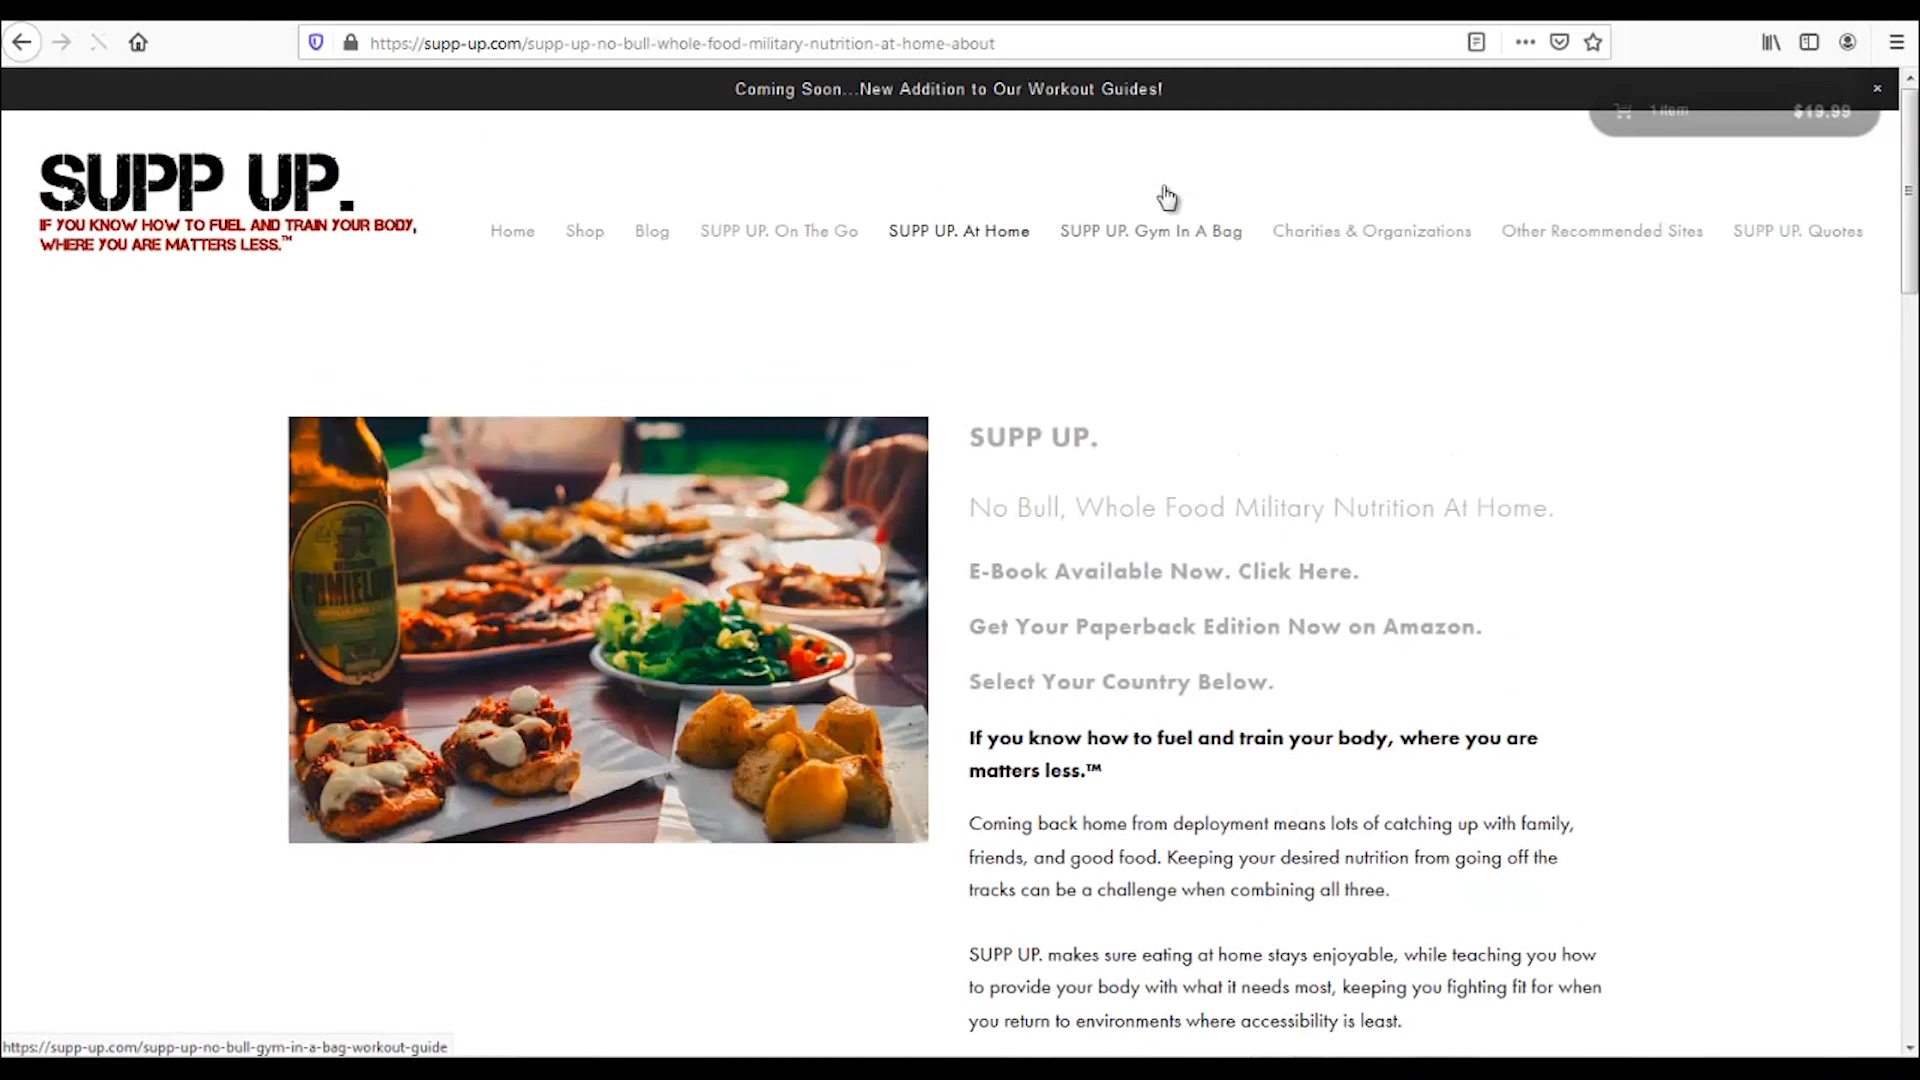 https://supp-up.com/supp-up-no-bull-whole-food-military-nutrition-at-home-about
Coming Soon...New Addition to Our Workout Guides!
×
1 item $19.99
SUPP UP.
IF YOU KNOW HOW TO FUEL AND TRAIN YOUR BODY,
WHERE YOU ARE MATTERS LESS.™
Home Shop Blog SUPP UP. On The Go SUPP UP. At Home SUPP UP. Gym In A Bag Charities & Organizations Other Recommended Sites SUPP UP. Quotes
SUPP UP.
No Bull, Whole Food Military Nutrition At Home.
E-Book Available Now. Click Here.
Get Your Paperback Edition Now on Amazon.
Select Your Country Below.
If you know how to fuel and train your body, where you are
matters less.™
Coming back home from deployment means lots of catching up with family,
friends, and good food. Keeping your desired nutrition from going off the
tracks can be a challenge when combining all three.
SUPP UP. makes sure eating at home stays enjoyable, while teaching you how
to provide your body with what it needs most, keeping you fighting fit for when
you return to environments where accessibility is least.
https://supp-up.com/supp-up-no-bull-gym-in-a-bag-workout-guide